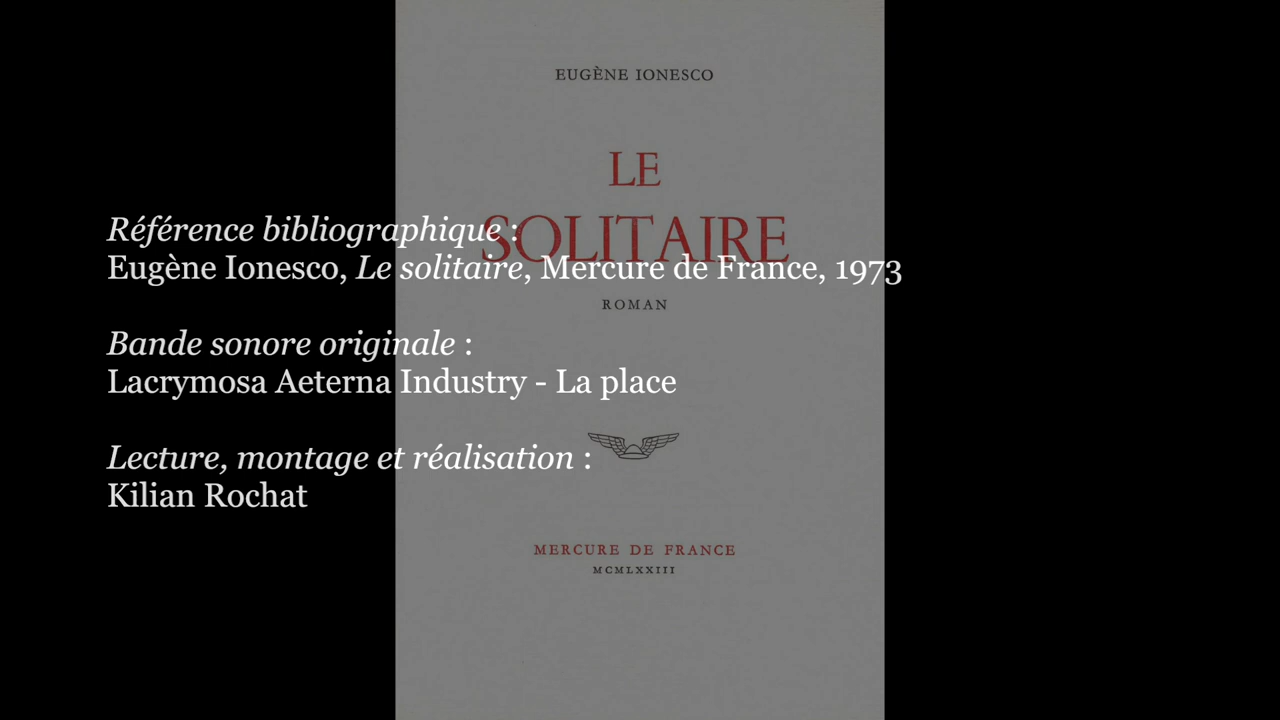 EUGÈNE IONESCO
LE
SOLITAIRE
ROMAN
MERCURE DE FRANCE
MCMLXXIII
Référence bibliographique :
Eugène Ionesco, Le solitaire, Mercure de France, 1973
Bande sonore originale :
Lacrymosa Aeterna Industry - La place
Lecture, montage et réalisation :
Kilian Rochat